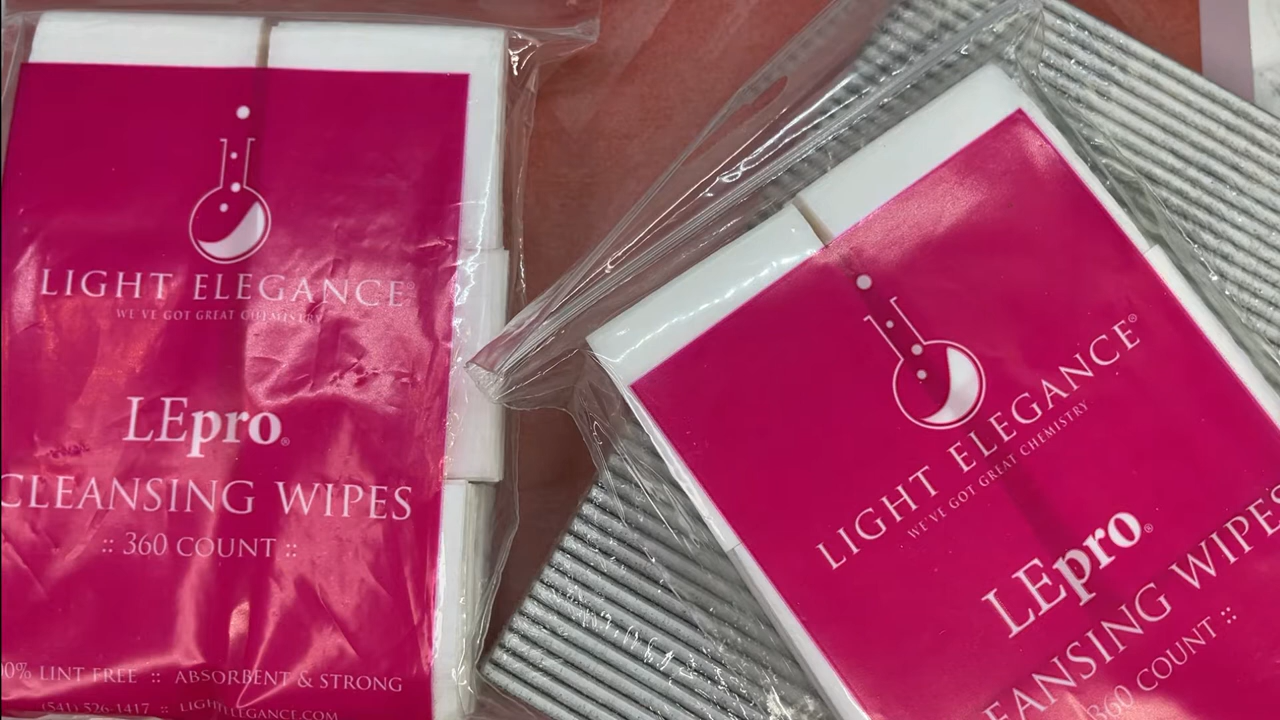 LIGHT ELEGANCE®
WE'VE GOT GREAT CHEMISTRY
LEpro®
CLEANSING WIPES
:: 360 COUNT ::
00% LINT FREE :: ABSORBENT & STRONG
(541) 526-1417 :: LIGHTELEGANCE.COM
LIGHT ELEGANCE®
WE'VE GOT GREAT CHEMISTRY
LEpro®
EANSING WIPES
360 COUNT ::